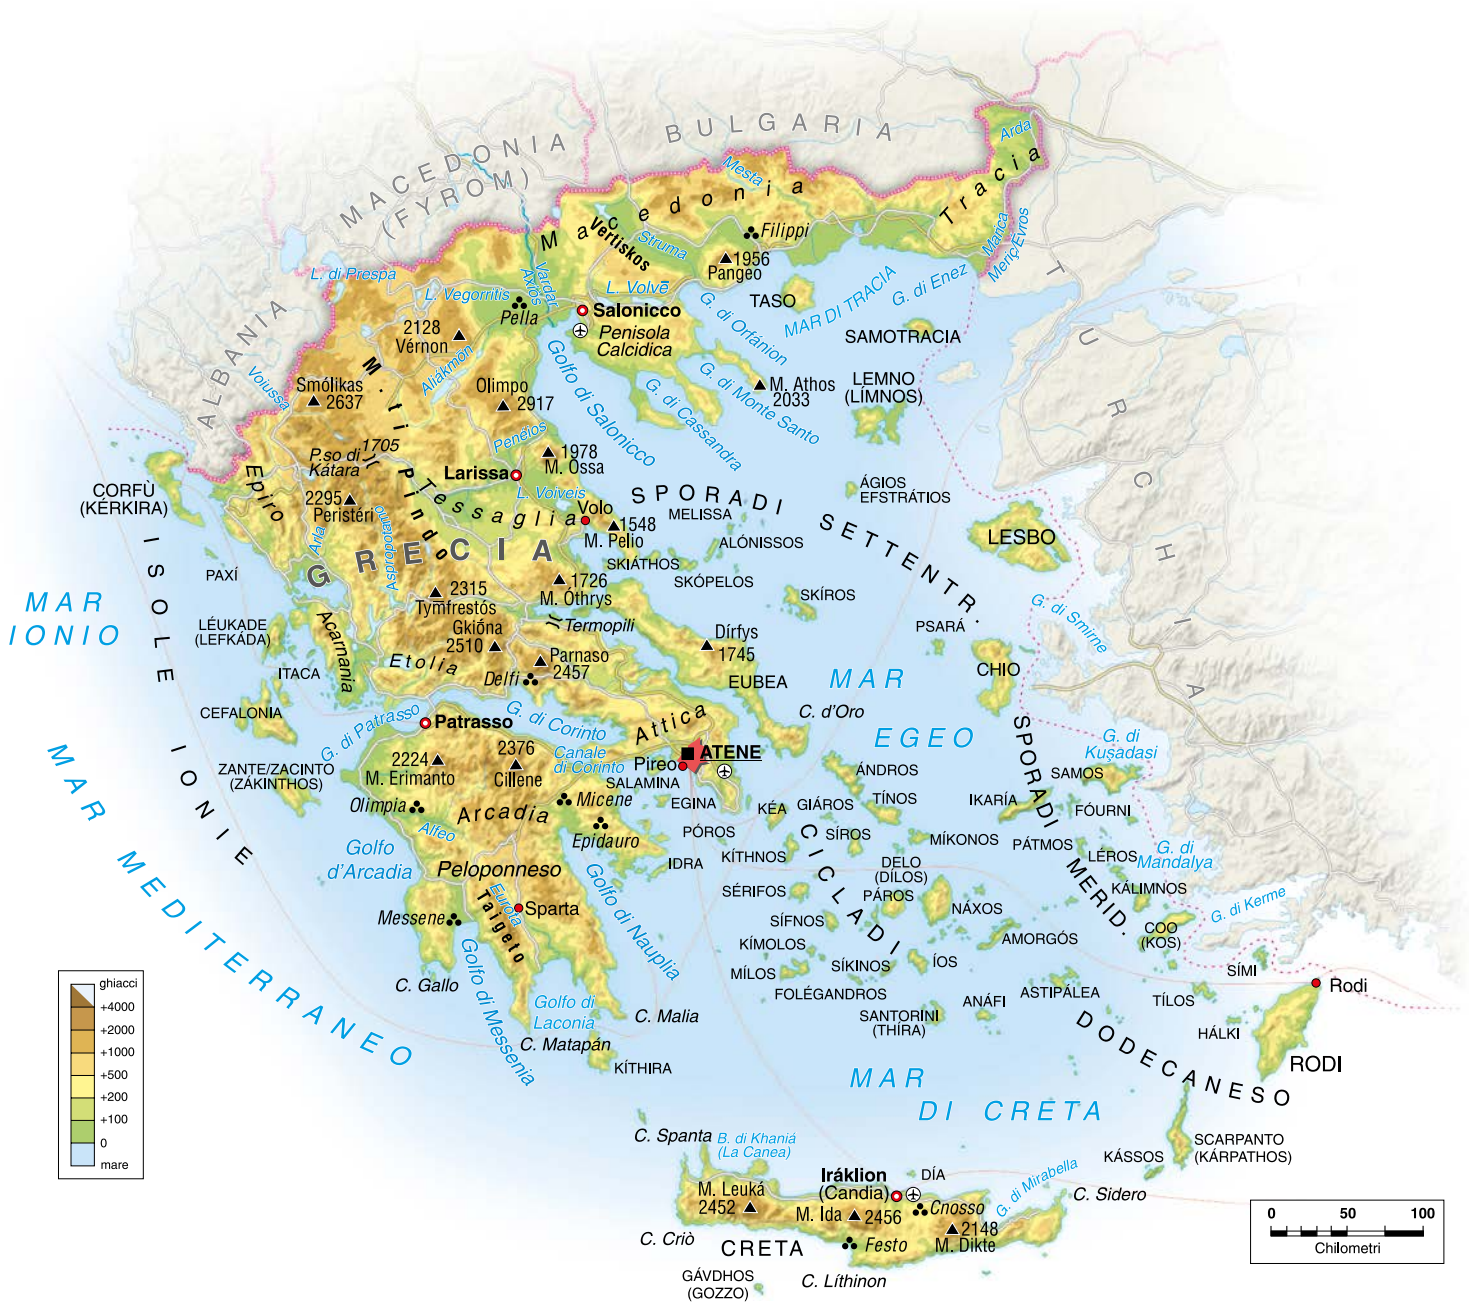 BULGARIA
MACEDONIA
(FYROM)
ALBANIA
TURCHIA
Arda
Tracia
Mesta
Macedonia
Vertiskos
Struma
Filippi
1956
Pangeo
Marica
Meriç/Evros
L. di Prespa
L. Vegorritis
Vardar
Axíos
Pella
L. Volvē
Salonicco
Penisola
Calcidica
TASO
MAR DI TRACIA
G. di Enez
G. di Orfánion
SAMOTRACIA
2128
Vérnon
Aliákmon
Golfo di Salonicco
G. di Cassandra
G. di Monte Santo
M. Athos
2033
LEMNO
(LÍMNOS)
Voiussa
Smólikas
2637
M.ti Pindo
Olimpo
2917
Penéios
1978
M. Ossa
P.so di
Kátara
1705
Larissa
L. Voiveis
Epiro
2295
Peristéri
Tessaglia
Volo
1548
M. Pelio
CORFÙ
(KÉRKIRA)
SPORADI SETTENTR.
MELISSA
ALÓNISSOS
ÁGIOS
EFSTRÁTIOS
LESBO
Arla
Aspropotamo
GRECIA
SKIÁTHOS
SKÓPELOS
SKÍROS
PAXÍ
MAR
IONIO
ISOLE IONIE
2315
Tymfrestós
1726
M. Óthrys
Termopili
LÉUKADE
(LEFKÁDA)
Acarnania
Gkióna
2510
Parnaso
2457
Etolia
Delfi
Dírfys
1745
EUBEA
PSARÁ
G. di Smirne
CHIO
ITACA
CEFALONIA
G. di Patrasso
Patrasso
G. di Corinto
Attica
C. d'Oro
MAR
EGEO
2224
M. Erimanto
2376
Cillene
Canale
di Corinto
Pireo
ATENE
SALAMINA
ZANTE/ZACINTO
(ZÁKINTHOS)
Olimpia
Alfeo
Arcadia
Micene
Epidauro
EGINA
PÓROS
IDRA
KÉA
GIÁROS
ÁNDROS
TÍNOS
SÍROS
MÍKONOS
IKARÍA
SAMOS
FÓURNI
G. di
Kuşadasi
SPORADI MERID.
PÁTMOS
LÉROS
KÁLIMNOS
G. di
Mandalya
MAR MEDITERRANEO
Golfo
d'Arcadia
Peloponneso
Messene
Eurota
Taigeto
Sparta
Golfo di Nauplia
KÍTHNOS
SÉRIFOS
SÍFNOS
KÍMOLOS
MÍLOS
CICLADI
DELO
(DÍLOS)
PÁROS
NÁXOS
AMORGÓS
COO
(KOS)
G. di Kerme
C. Gallo
Golfo di Messenia
Golfo di
Laconia
C. Malia
C. Matapán
KÍTHIRA
SÍKINOS
ÍOS
FOLÉGANDROS
SANTORINI
(THÍRA)
ANÁFI
ASTIPÁLEA
TÍLOS
SÍMI
HÁLKI
Rodi
RODI
DODECANESO
MAR
DI CRETA
C. Spanta
B. di Khaniá
(La Canea)
Iráklion
(Candia)
DÍA
G. di Mirabella
KÁSSOS
SCARPANTO
(KÁRPATHOS)
C. Sidero
M. Leuká
2452
M. Ida
2456
Cnosso
2148
M. Dikte
Festo
C. Criò
CRETA
C. Líthinon
GÁVDHOS
(GOZZO)
ghiacci
+4000
+2000
+1000
+500
+200
+100
0
mare
0 50 100
Chilometri